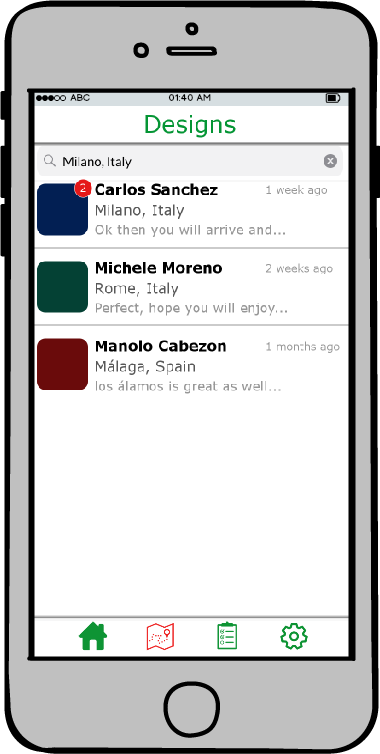 ABC 01:40 AM
Designs
Milano, Italy
2
Carlos Sanchez 1 week ago
Milano, Italy
Ok then you will arrive and...
Michele Moreno 2 weeks ago
Rome, Italy
Perfect, hope you will enjoy...
Manolo Cabezon 1 months ago
Málaga, Spain
los álamos is great as well...